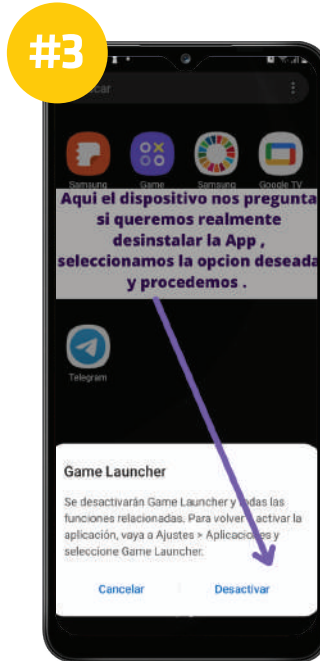 #3
car
Samsung
Game
Samsung
Google TV
Aqui el dispositivo nos pregunta
si queremos realmente
desinstalar la App ,
seleccionamos la opcion deseada
y procedemos .
Telegram
Game Launcher
Se desactivarán Game Launcher y todas las
funciones relacionadas. Para volver a activar la
aplicación, vaya a Ajustes > Aplicaciones y
seleccione Game Launcher.
Cancelar
Desactivar